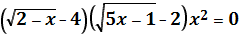 (√2 − x − 4)(√5x − 1 − 2)x² = 0